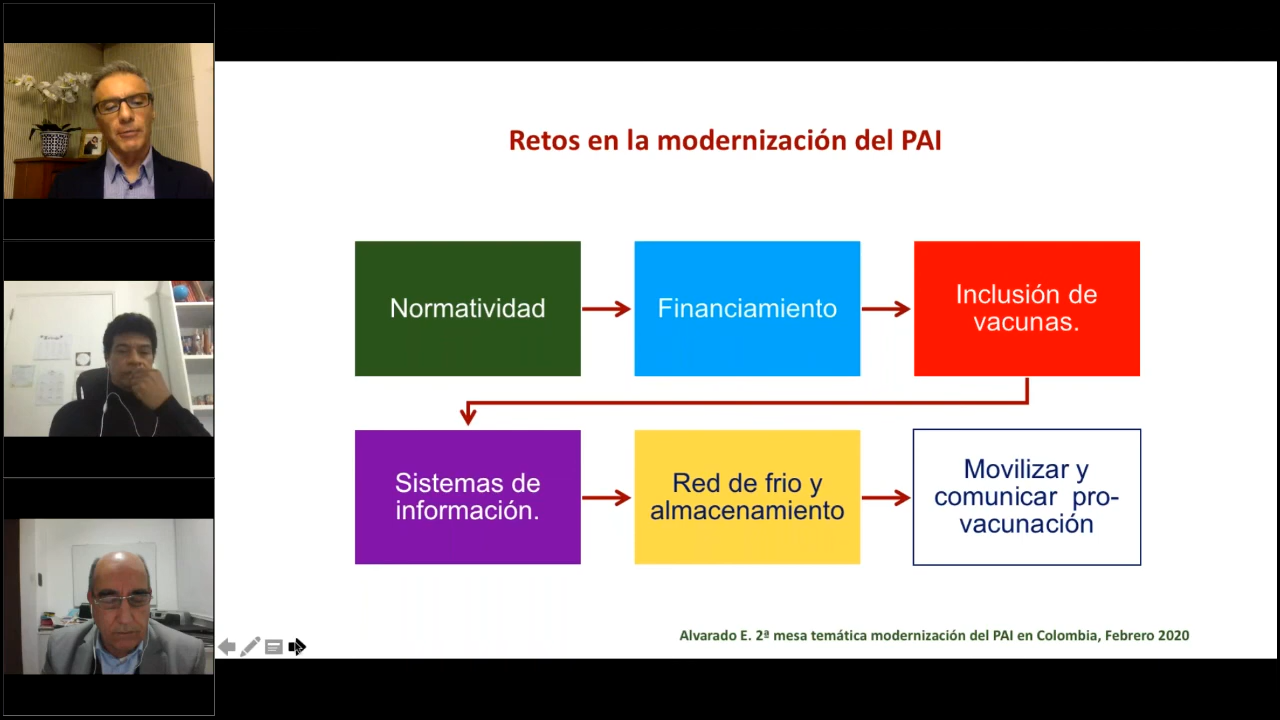 Retos en la modernización del PAI
Normatividad
Financiamiento
Inclusión de
vacunas.
Sistemas de
información.
Red de frio y
almacenamiento
Movilizar y
comunicar pro-
vacunación
Alvarado E. 2ª mesa temática modernización del PAI en Colombia, Febrero 2020